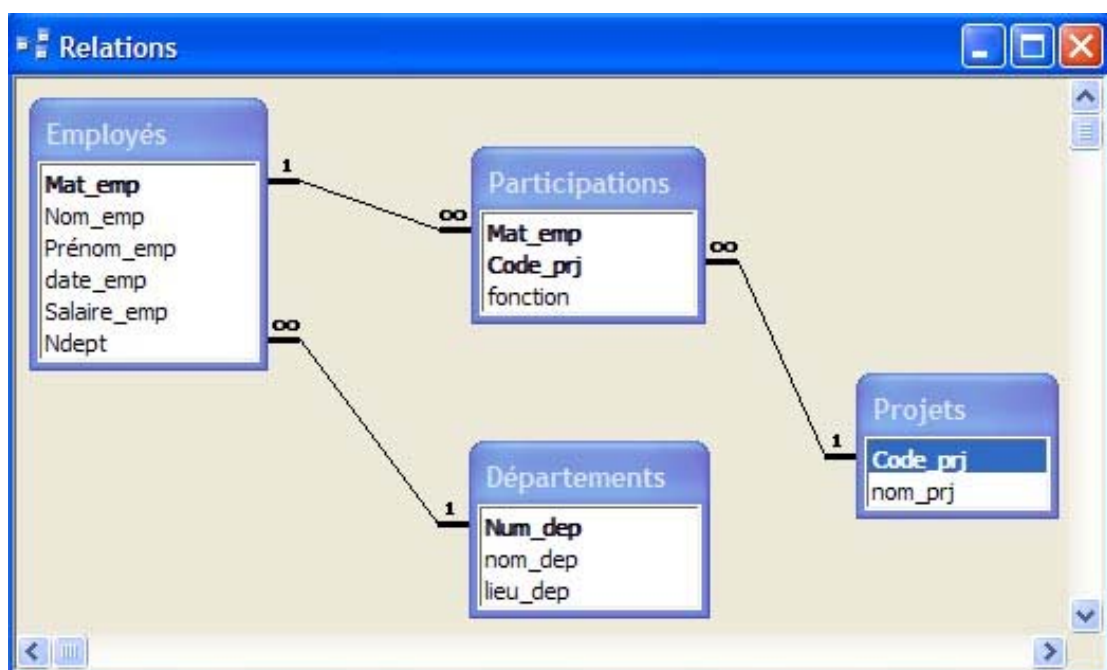 Relations
Employés
Mat_emp
Nom_emp
Prénom_emp
date_emp
Salaire_emp
Ndept
1
∞
∞
1
Participations
Mat_emp
Code_prj
fonction
∞
1
Départements
Num_dep
nom_dep
lieu_dep
Projets
Code_prj
nom_prj